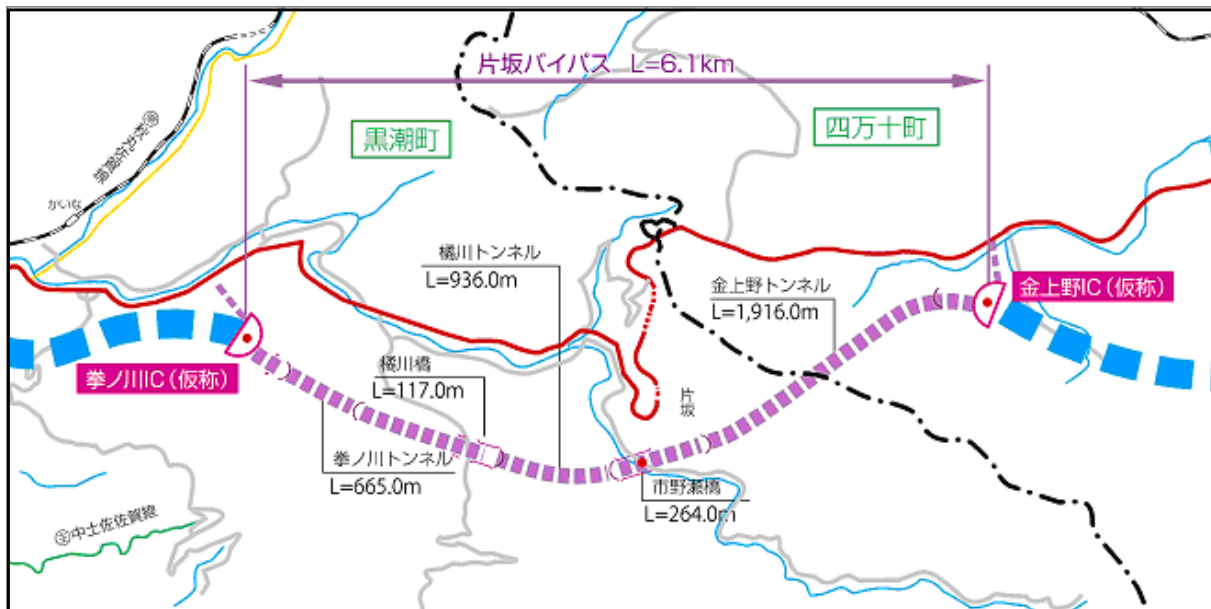 片坂バイパス L=6.1km
黒潮町
四万十町
かいな
橘川トンネル
L=936.0m
金上野トンネル
L=1,916.0m
金上野IC(仮称)
拳ノ川IC(仮称)
橘川橋
L=117.0m
片坂
拳ノ川トンネル
L=665.0m
市野瀬橋
L=264.0m
㊤中土佐佐賀線